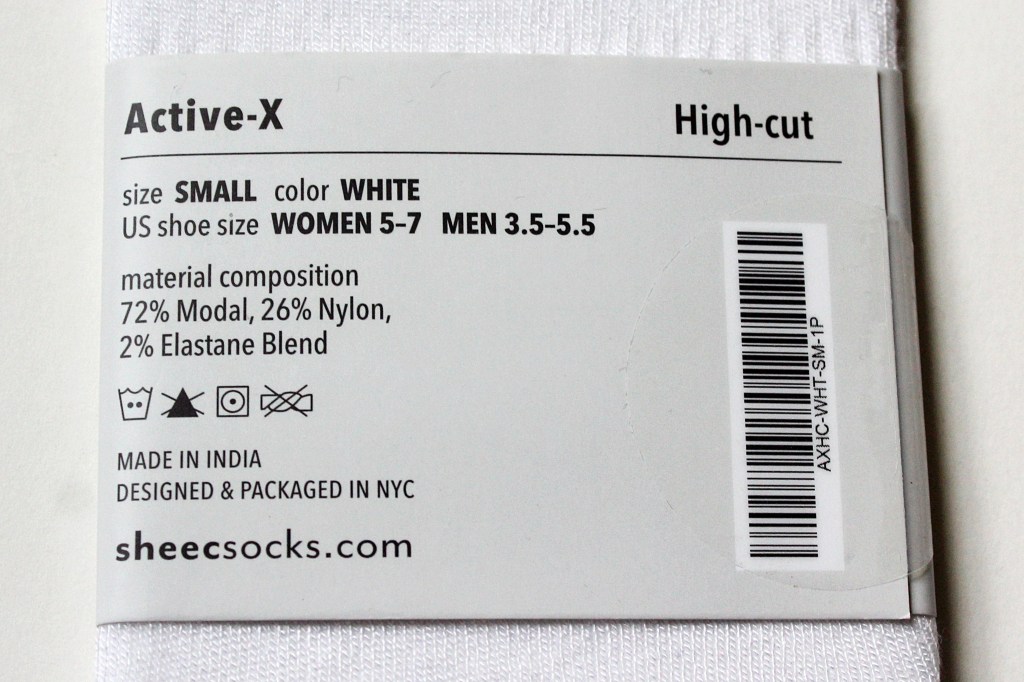 Active-X
High-cut
size SMALL color WHITE
US shoe size WOMEN 5–7 MEN 3.5–5.5
material composition
72% Modal, 26% Nylon,
2% Elastane Blend
MADE IN INDIA
DESIGNED & PACKAGED IN NYC
sheecsocks.com
AXHC-WHT-SM-1P